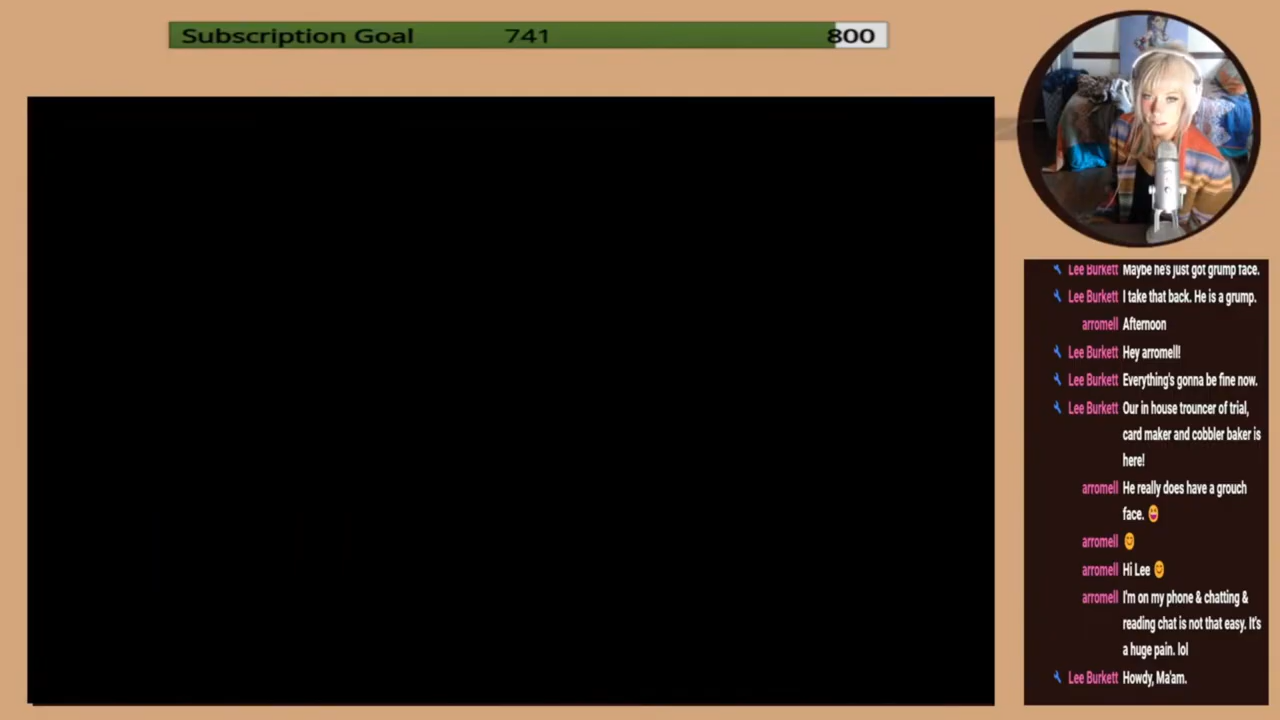 Subscription Goal 741 800
Lee Burkett Maybe he's just got grump face.
Lee Burkett I take that back. He is a grump.
arromell Afternoon
Lee Burkett Hey arromell!
Lee Burkett Everything's gonna be fine now.
Lee Burkett Our in house trouncer of trial,
card maker and cobbler baker is
here!
arromell He really does have a grouch
face. 😀
arromell 😊
arromell Hi Lee 😊
arromell I'm on my phone & chatting &
reading chat is not that easy. It's
a huge pain. lol
Lee Burkett Howdy, Ma'am.